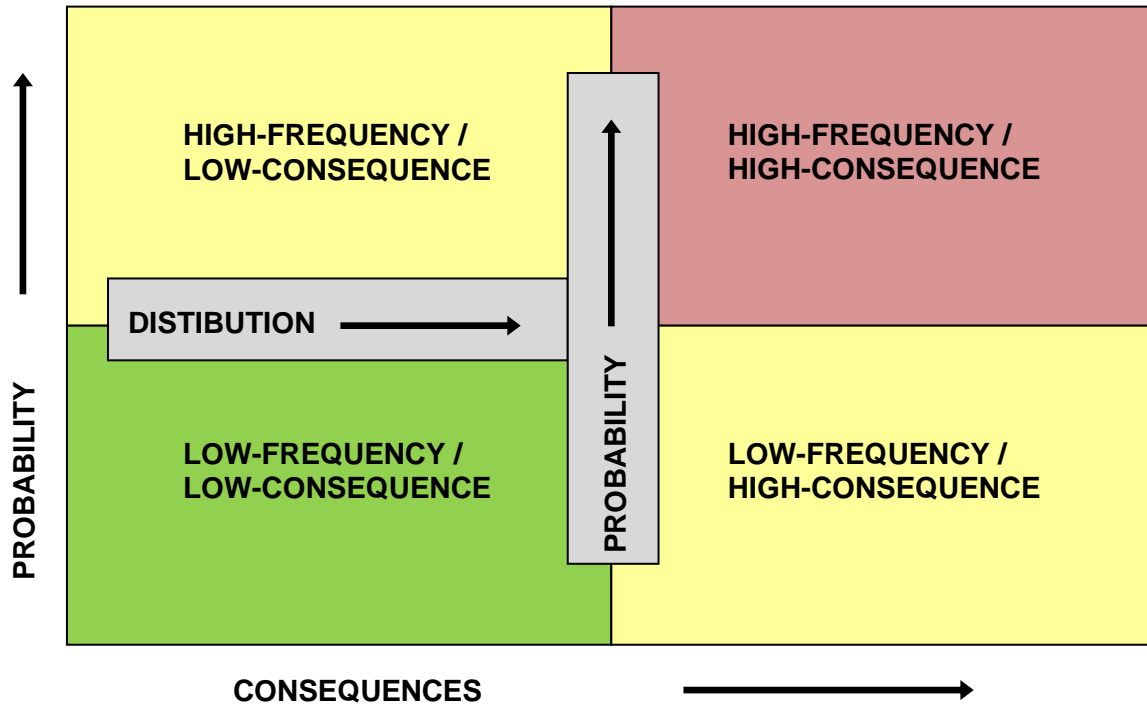 HIGH-FREQUENCY /
LOW-CONSEQUENCE
HIGH-FREQUENCY /
HIGH-CONSEQUENCE
DISTIBUTION
PROBABILITY
PROBABILITY
LOW-FREQUENCY /
LOW-CONSEQUENCE
LOW-FREQUENCY /
HIGH-CONSEQUENCE
CONSEQUENCES